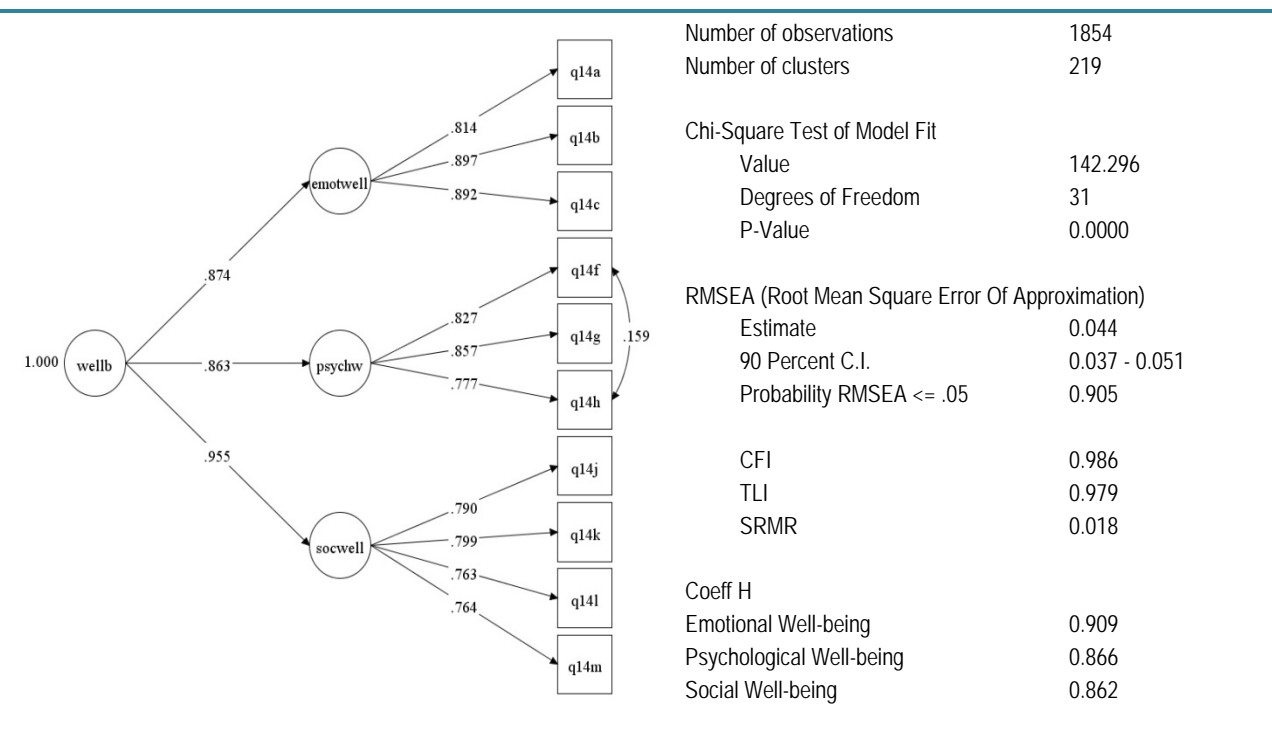 q14a
.814
q14b
.897
emotwell
.892
q14c
.874
q14f
.827
q14g
.159
.857
1.000
wellb
.863
psychw
.777
q14h
.955
q14j
.790
q14k
.799
socwell
.763
q14l
.764
q14m
Number of observations 1854
Number of clusters 219
Chi-Square Test of Model Fit
Value 142.296
Degrees of Freedom 31
P-Value 0.0000
RMSEA (Root Mean Square Error Of Approximation)
Estimate 0.044
90 Percent C.I. 0.037 - 0.051
Probability RMSEA <= .05 0.905
CFI 0.986
TLI 0.979
SRMR 0.018
Coeff H
Emotional Well-being 0.909
Psychological Well-being 0.866
Social Well-being 0.862